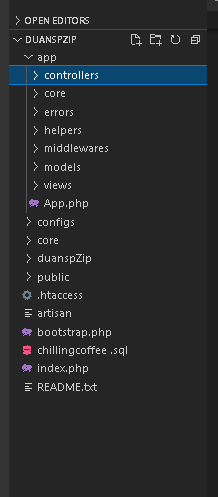 OPEN EDITORS
DUANSPZIP
app
controllers
core
errors
helpers
middlewares
models
views
App.php
configs
core
duanspZip
public
.htaccess
artisan
bootstrap.php
chillingcoffee .sql
index.php
README.txt